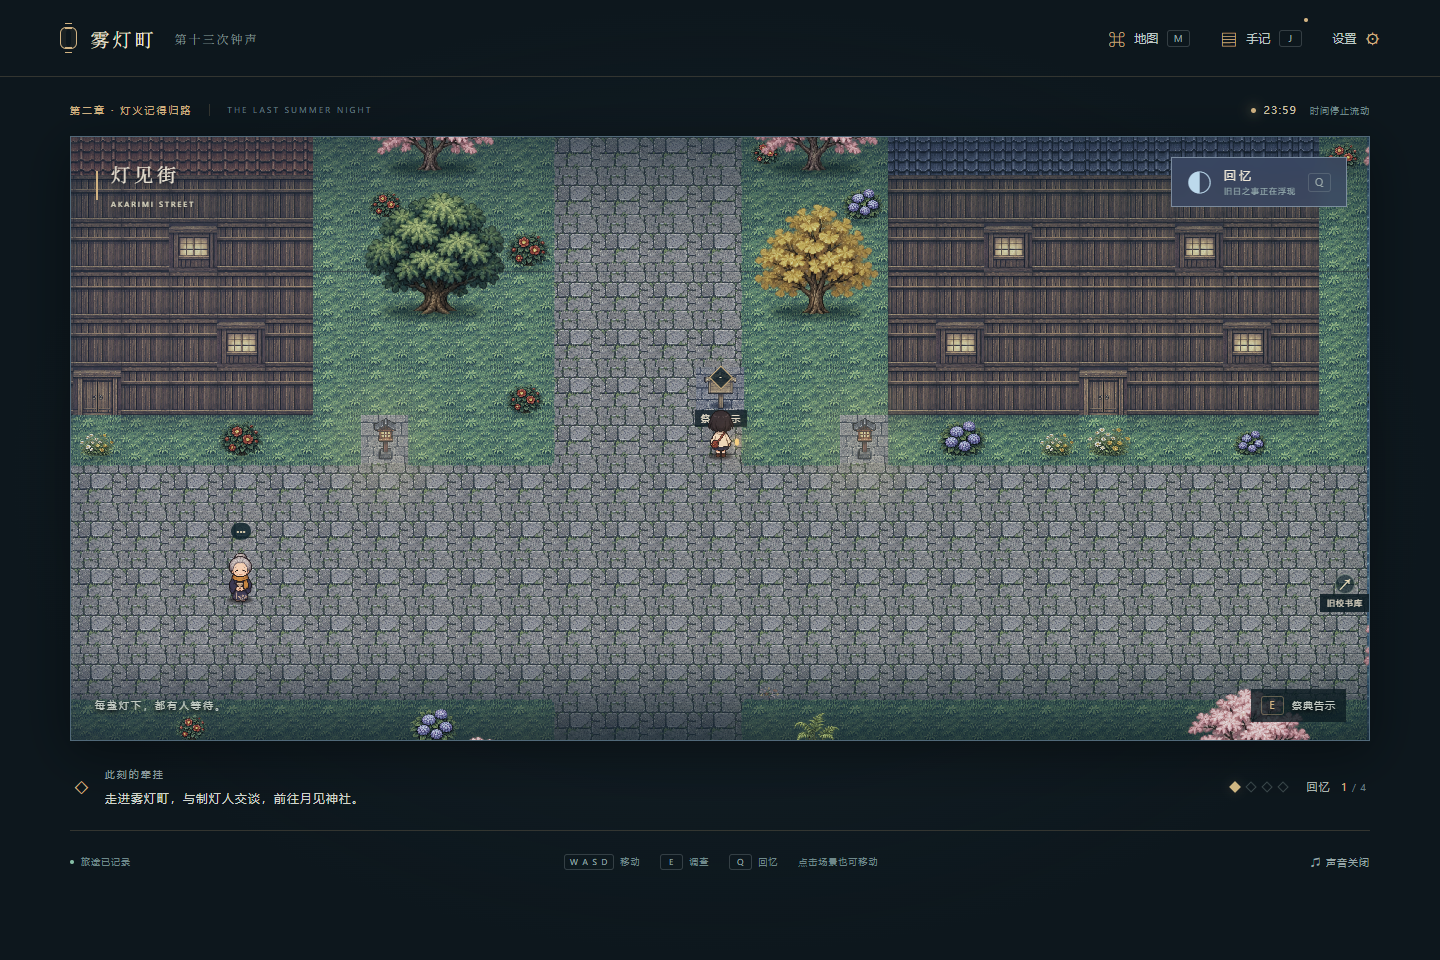 雾灯町
第十三次钟声
地图 M
手记 J
设置
第二章 · 灯火记得归路
THE LAST SUMMER NIGHT
23:59 时间停止流动
灯见街
AKARIMI STREET
回忆
旧日之事正在浮现
Q
祭 示
旧校书库
每盏灯下，都有人等待。
E 祭典告示
此刻的牵挂
走进雾灯町，与制灯人交谈，前往月见神社。
回忆 1 / 4
旅途已记录
W A S D 移动
E 调查
Q 回忆
点击场景也可移动
声音关闭